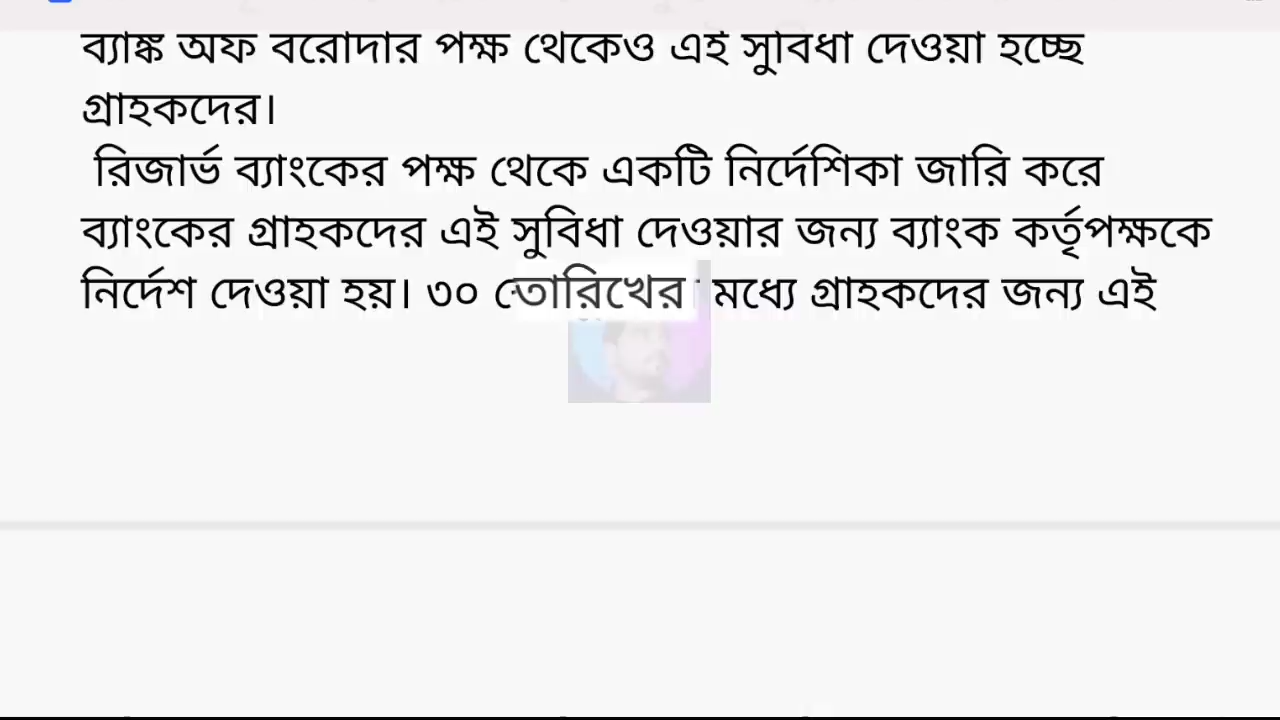 ব্যাঙ্ক অফ বরোদার পক্ষ থেকেও এই সুবিধা দেওয়া হচ্ছে
গ্রাহকদের।
রিজার্ভ ব্যাংকের পক্ষ থেকে একটি নির্দেশিকা জারি করে
ব্যাংকের গ্রাহকদের এই সুবিধা দেওয়ার জন্য ব্যাংক কর্তৃপক্ষকে
নির্দেশ দেওয়া হয়। ৩০ তোরিখের মধ্যে গ্রাহকদের জন্য এই